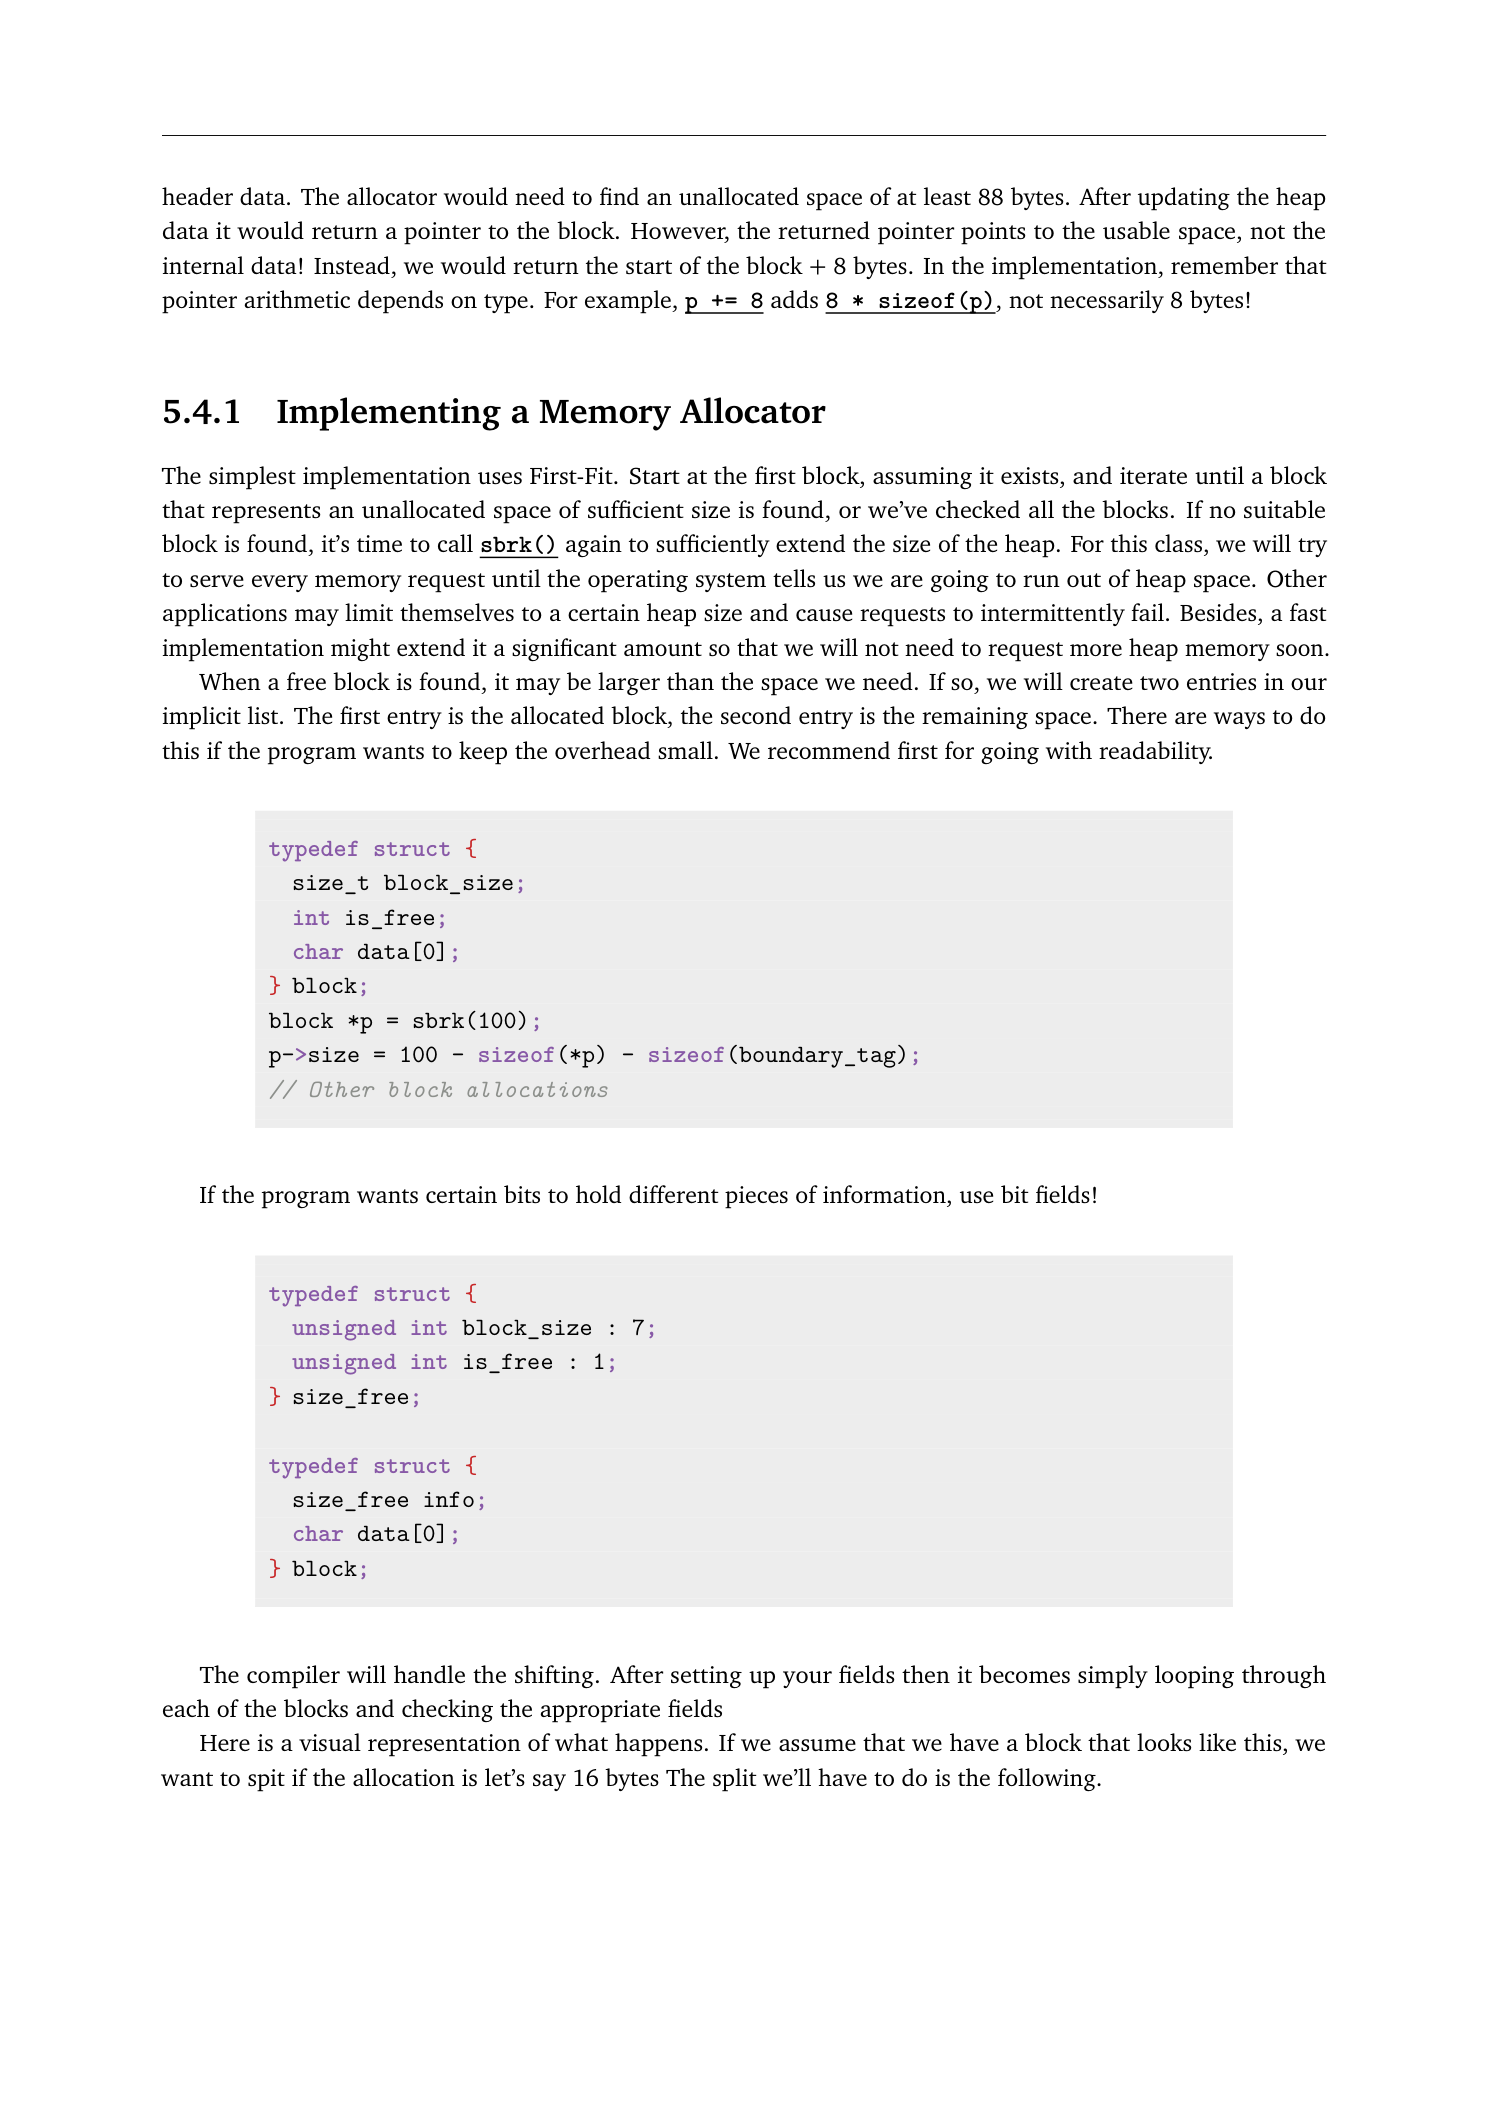 header data. The allocator would need to find an unallocated space of at least 88 bytes. After updating the heap
data it would return a pointer to the block. However, the returned pointer points to the usable space, not the
internal data! Instead, we would return the start of the block + 8 bytes. In the implementation, remember that
pointer arithmetic depends on type. For example, p += 8 adds 8 * sizeof(p), not necessarily 8 bytes!
5.4.1 Implementing a Memory Allocator
The simplest implementation uses First-Fit. Start at the first block, assuming it exists, and iterate until a block
that represents an unallocated space of sufficient size is found, or we’ve checked all the blocks. If no suitable
block is found, it’s time to call sbrk() again to sufficiently extend the size of the heap. For this class, we will try
to serve every memory request until the operating system tells us we are going to run out of heap space. Other
applications may limit themselves to a certain heap size and cause requests to intermittently fail. Besides, a fast
implementation might extend it a significant amount so that we will not need to request more heap memory soon.
When a free block is found, it may be larger than the space we need. If so, we will create two entries in our
implicit list. The first entry is the allocated block, the second entry is the remaining space. There are ways to do
this if the program wants to keep the overhead small. We recommend first for going with readability.
typedef struct {
  size_t block_size;
  int is_free;
  char data[0];
} block;
block *p = sbrk(100);
p->size = 100 - sizeof(*p) - sizeof(boundary_tag);
// Other block allocations
If the program wants certain bits to hold different pieces of information, use bit fields!
typedef struct {
  unsigned int block_size : 7;
  unsigned int is_free : 1;
} size_free;
typedef struct {
  size_free info;
  char data[0];
} block;
The compiler will handle the shifting. After setting up your fields then it becomes simply looping through
each of the blocks and checking the appropriate fields
Here is a visual representation of what happens. If we assume that we have a block that looks like this, we
want to spit if the allocation is let’s say 16 bytes The split we’ll have to do is the following.